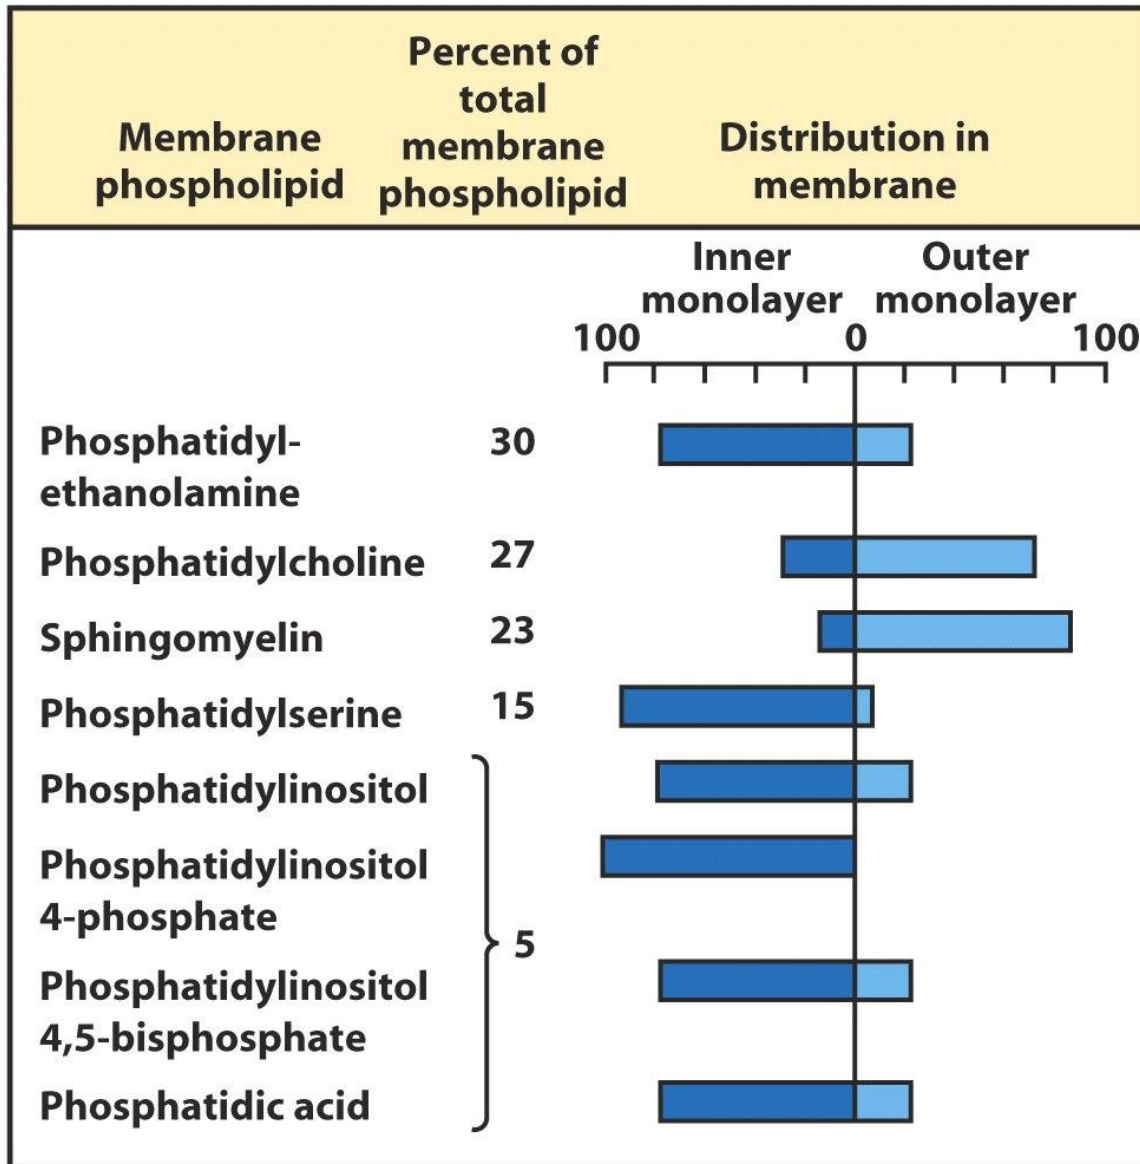 Membrane
phospholipid
Percent of
total
membrane
phospholipid
Distribution in
membrane
Inner
monolayer
Outer
monolayer
100 0 100
Phosphatidyl-
ethanolamine
30
Phosphatidylcholine 27
Sphingomyelin 23
Phosphatidylserine 15
Phosphatidylinositol
Phosphatidylinositol
4-phosphate
5
Phosphatidylinositol
4,5-bisphosphate
Phosphatidic acid